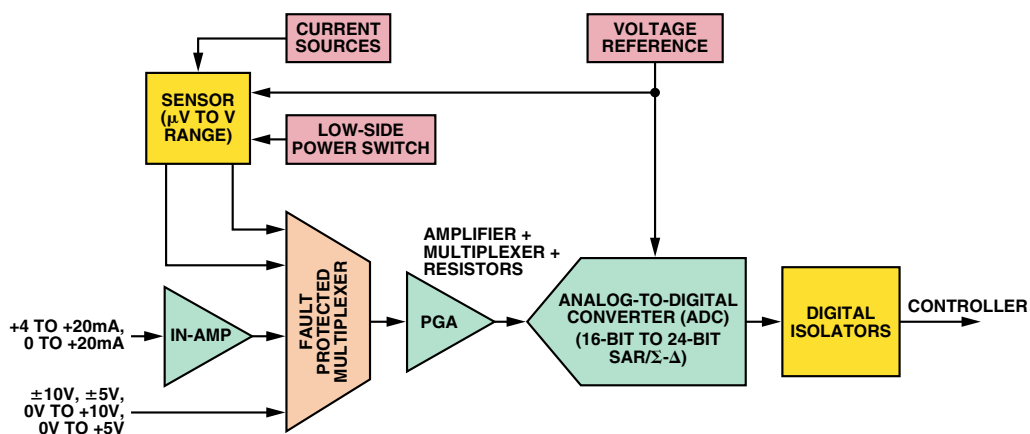 CURRENT
SOURCES
VOLTAGE
REFERENCE
SENSOR
(μV TO V
RANGE)
LOW-SIDE
POWER SWITCH
AMPLIFIER +
MULTIPLEXER +
RESISTORS
+4 TO +20mA,
0 TO +20mA
IN-AMP
FAULT
PROTECTED
MULTIPLEXER
PGA
ANALOG-TO-DIGITAL
CONVERTER (ADC)
(16-BIT TO 24-BIT
SAR/Σ-Δ)
DIGITAL
ISOLATORS
CONTROLLER
±10V, ±5V,
0V TO +10V,
0V TO +5V